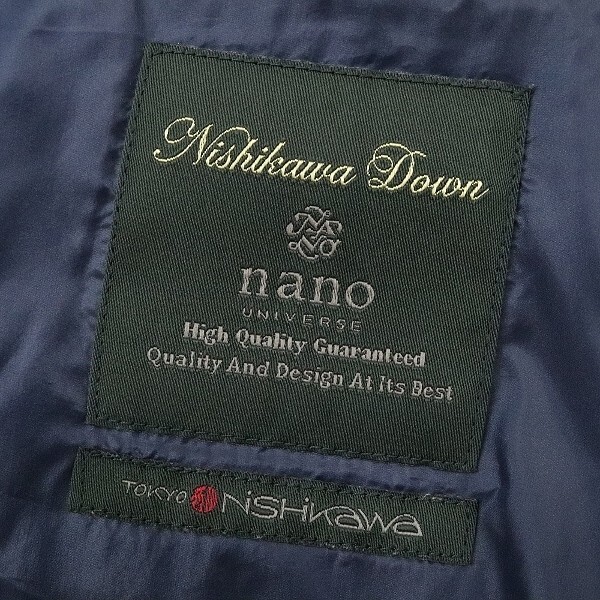 Nishikawa Down
nano
UNIVERSE
High Quality Guaranteed
Quality And Design At Its Best
TOKYO NiSHiKaWa